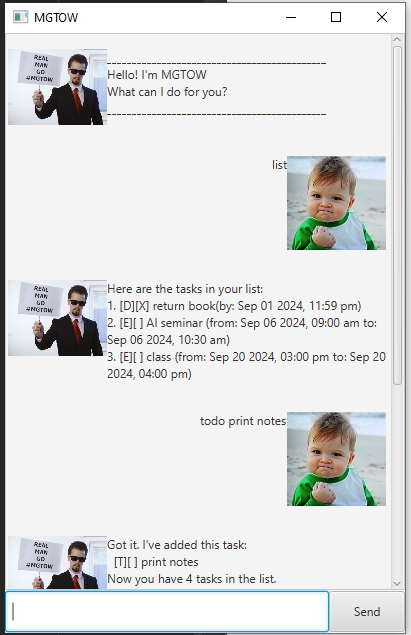 MGTOW
REAL
MAN
GO
#MGTOW
____________________________________________
Hello! I'm MGTOW
What can I do for you?
____________________________________________
list
REAL
MAN
GO
#MGTOW
Here are the tasks in your list:
1. [D][X] return book(by: Sep 01 2024, 11:59 pm)
2. [E][ ] AI seminar (from: Sep 06 2024, 09:00 am to:
Sep 06 2024, 10:30 am)
3. [E][ ] class (from: Sep 20 2024, 03:00 pm to: Sep 20
2024, 04:00 pm)
todo print notes
REAL
MAN
GO
#MGTOW
Got it. I've added this task:
[T][ ] print notes
Now you have 4 tasks in the list.
Send